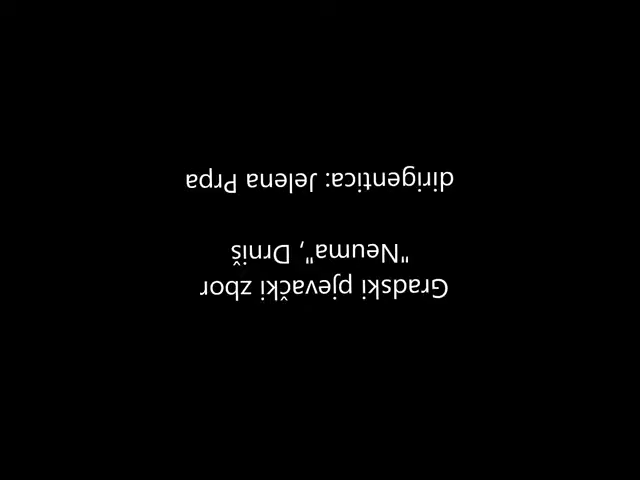 Gradski pjevački zbor
"Neuma", Drniš
dirigentica: Jelena Prpa